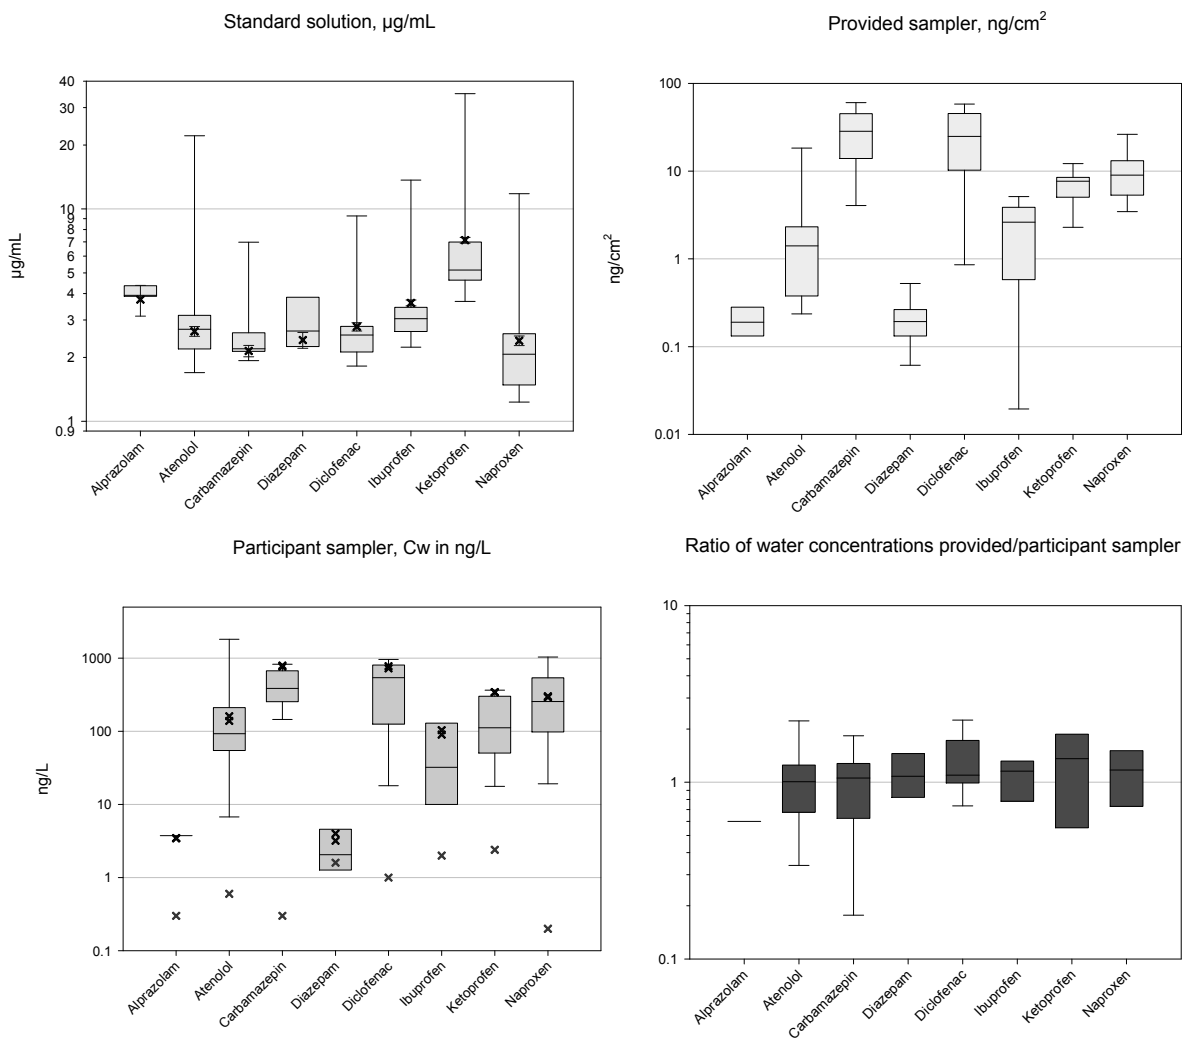 Standard solution, µg/mL
µg/mL
40
30
20
10
9
8
7
6
5
4
3
2
1
0.9
Alprazolam
Atenolol
Carbamazepin
Diazepam
Diclofenac
Ibuprofen
Ketoprofen
Naproxen
Provided sampler, ng/cm²
ng/cm²
100
10
1
0.1
0.01
Alprazolam
Atenolol
Carbamazepin
Diazepam
Diclofenac
Ibuprofen
Ketoprofen
Naproxen
Participant sampler, Cw in ng/L
ng/L
1000
100
10
1
0.1
Alprazolam
Atenolol
Carbamazepin
Diazepam
Diclofenac
Ibuprofen
Ketoprofen
Naproxen
Ratio of water concentrations provided/participant sampler
10
1
0.1
Alprazolam
Atenolol
Carbamazepin
Diazepam
Diclofenac
Ibuprofen
Ketoprofen
Naproxen